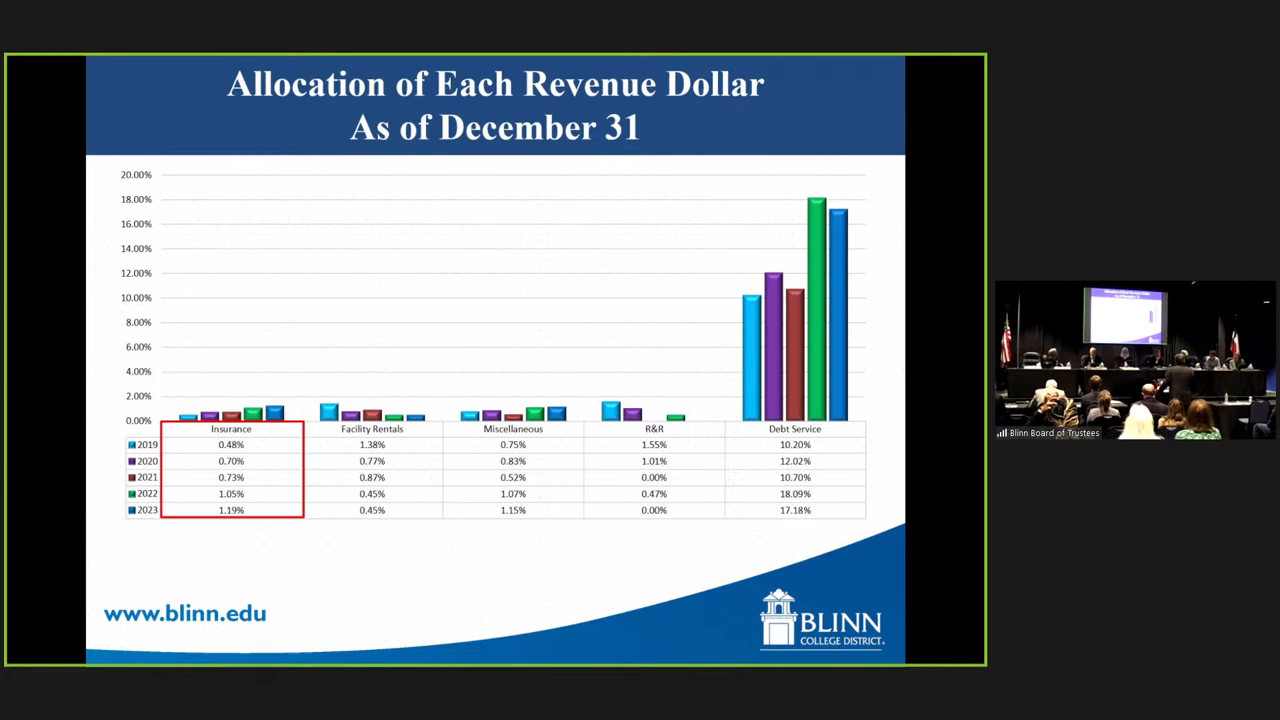 Allocation of Each Revenue Dollar
As of December 31
20.00%
18.00%
16.00%
14.00%
12.00%
10.00%
8.00%
6.00%
4.00%
2.00%
0.00%
Insurance Facility Rentals Miscellaneous R&R Debt Service
2019 0.48% 1.38% 0.75% 1.55% 10.20%
2020 0.70% 0.77% 0.83% 1.01% 12.02%
2021 0.73% 0.87% 0.52% 0.00% 10.70%
2022 1.05% 0.45% 1.07% 0.47% 18.09%
2023 1.19% 0.45% 1.15% 0.00% 17.18%
www.blinn.edu
BLINN
COLLEGE DISTRICT
Allocation of Each Revenue Dollar
Blinn Board of Trustees